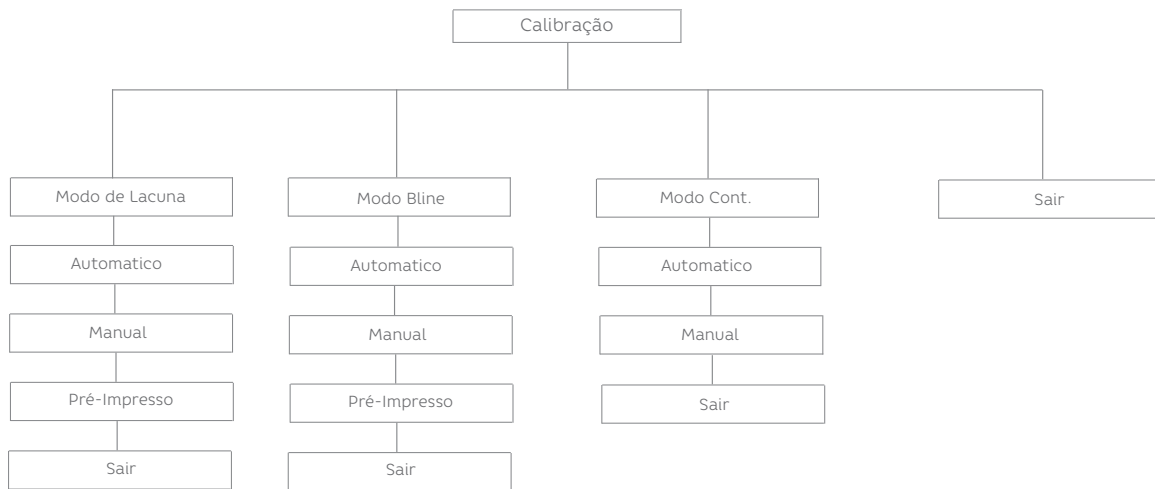 Calibração
Modo de Lacuna
Automatico
Manual
Pré-Impresso
Sair
Modo Bline
Automatico
Manual
Pré-Impresso
Sair
Modo Cont.
Automatico
Manual
Sair
Sair